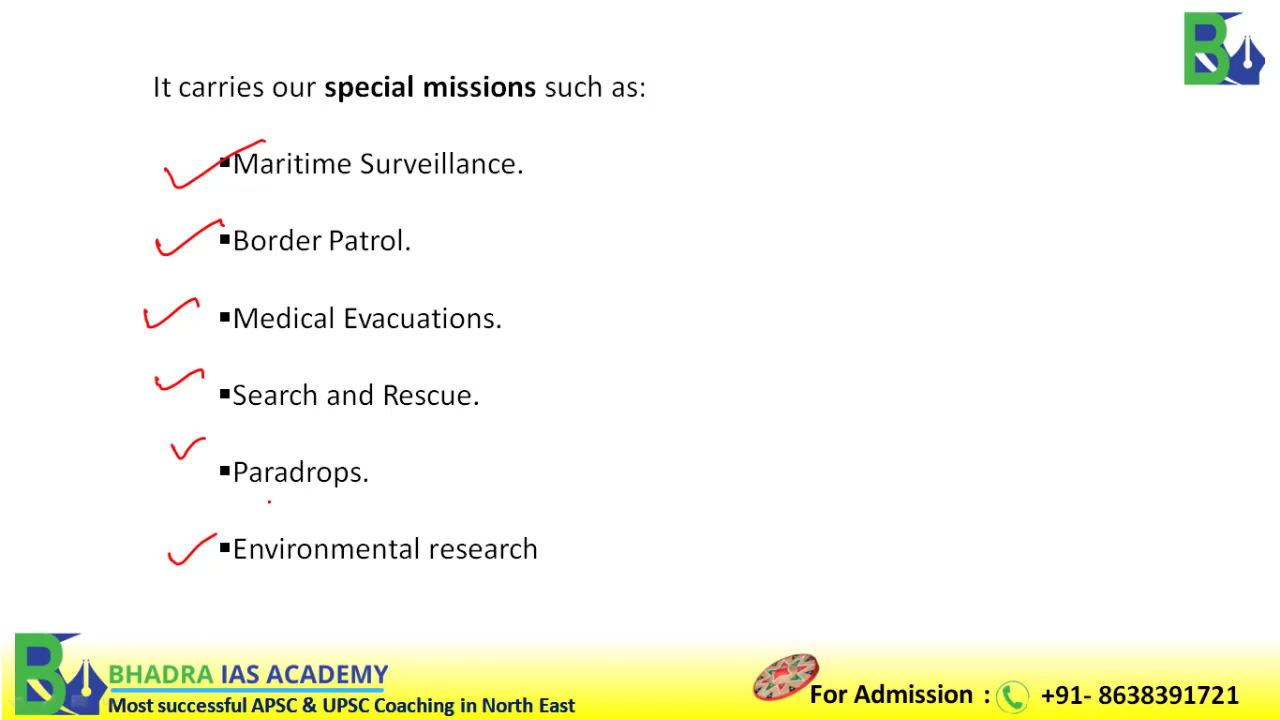 It carries our special missions such as:
▪Maritime Surveillance.
▪Border Patrol.
▪Medical Evacuations.
▪Search and Rescue.
▪Paradrops.
▪Environmental research
BHADRA IAS ACADEMY
Most successful APSC & UPSC Coaching in North East
For Admission : +91- 8638391721